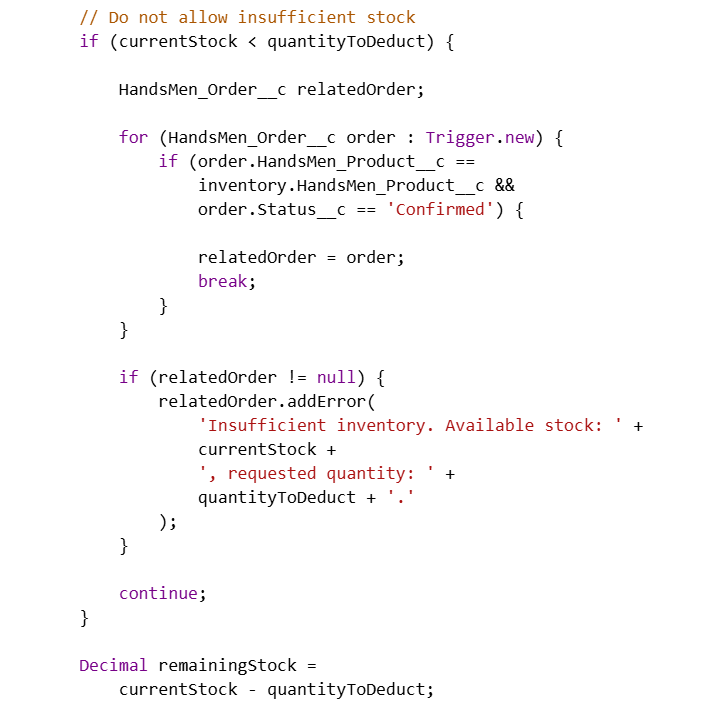 // Do not allow insufficient stock
if (currentStock < quantityToDeduct) {
HandsMen_Order__c relatedOrder;
for (HandsMen_Order__c order : Trigger.new) {
if (order.HandsMen_Product__c ==
inventory.HandsMen_Product__c &&
order.Status__c == 'Confirmed') {
relatedOrder = order;
break;
}
}
if (relatedOrder != null) {
relatedOrder.addError(
'Insufficient inventory. Available stock: ' +
currentStock +
', requested quantity: ' +
quantityToDeduct + '.'
);
}
continue;
}
Decimal remainingStock =
currentStock - quantityToDeduct;